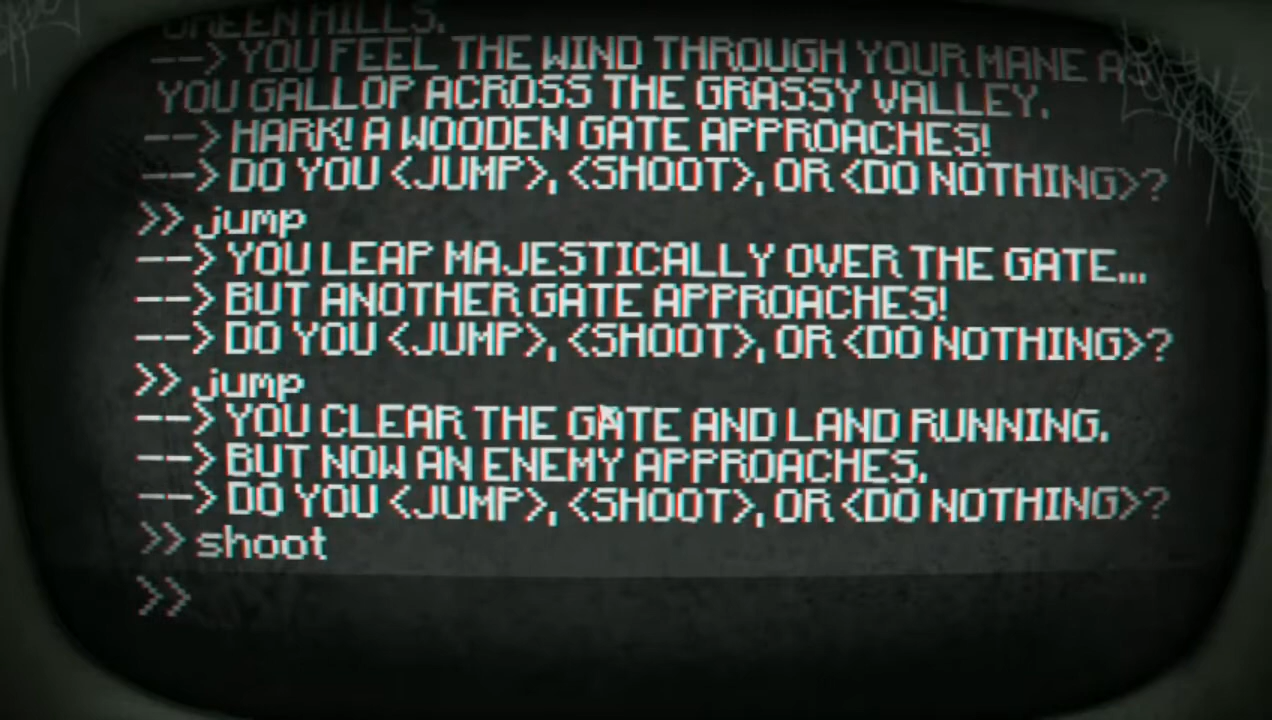 GREEN HILLS.
--> YOU FEEL THE WIND THROUGH YOUR MANE AS
YOU GALLOP ACROSS THE GRASSY VALLEY.
--> HARK! A WOODEN GATE APPROACHES!
--> DO YOU <JUMP>, <SHOOT>, OR <DO NOTHING>?
>> jump
--> YOU LEAP MAJESTICALLY OVER THE GATE...
--> BUT ANOTHER GATE APPROACHES!
--> DO YOU <JUMP>, <SHOOT>, OR <DO NOTHING>?
>> jump
--> YOU CLEAR THE GATE AND LAND RUNNING.
--> BUT NOW AN ENEMY APPROACHES.
--> DO YOU <JUMP>, <SHOOT>, OR <DO NOTHING>?
>> shoot
>>